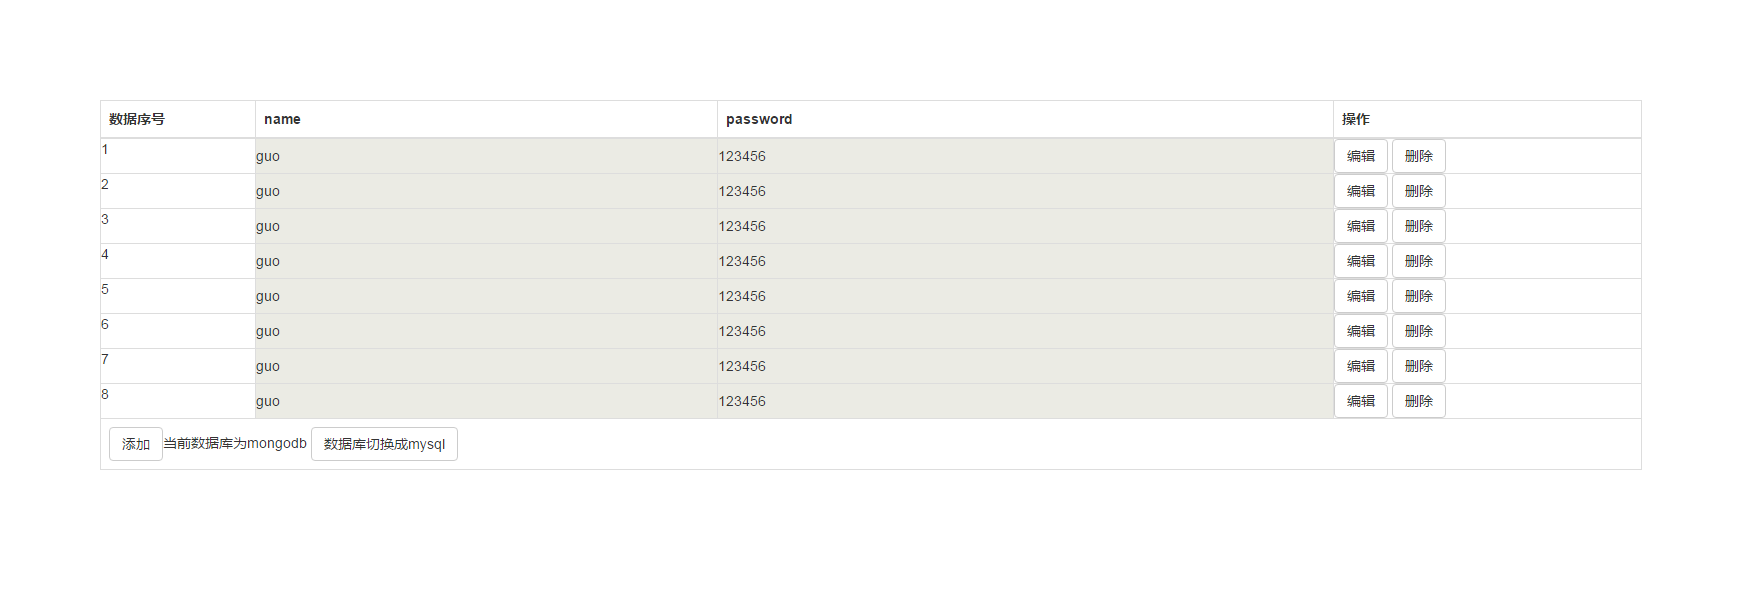 数据序号 name password 操作
1 guo 123456 编辑 删除
2 guo 123456 编辑 删除
3 guo 123456 编辑 删除
4 guo 123456 编辑 删除
5 guo 123456 编辑 删除
6 guo 123456 编辑 删除
7 guo 123456 编辑 删除
8 guo 123456 编辑 删除
添加 当前数据库为mongodb 数据库切换成mysql